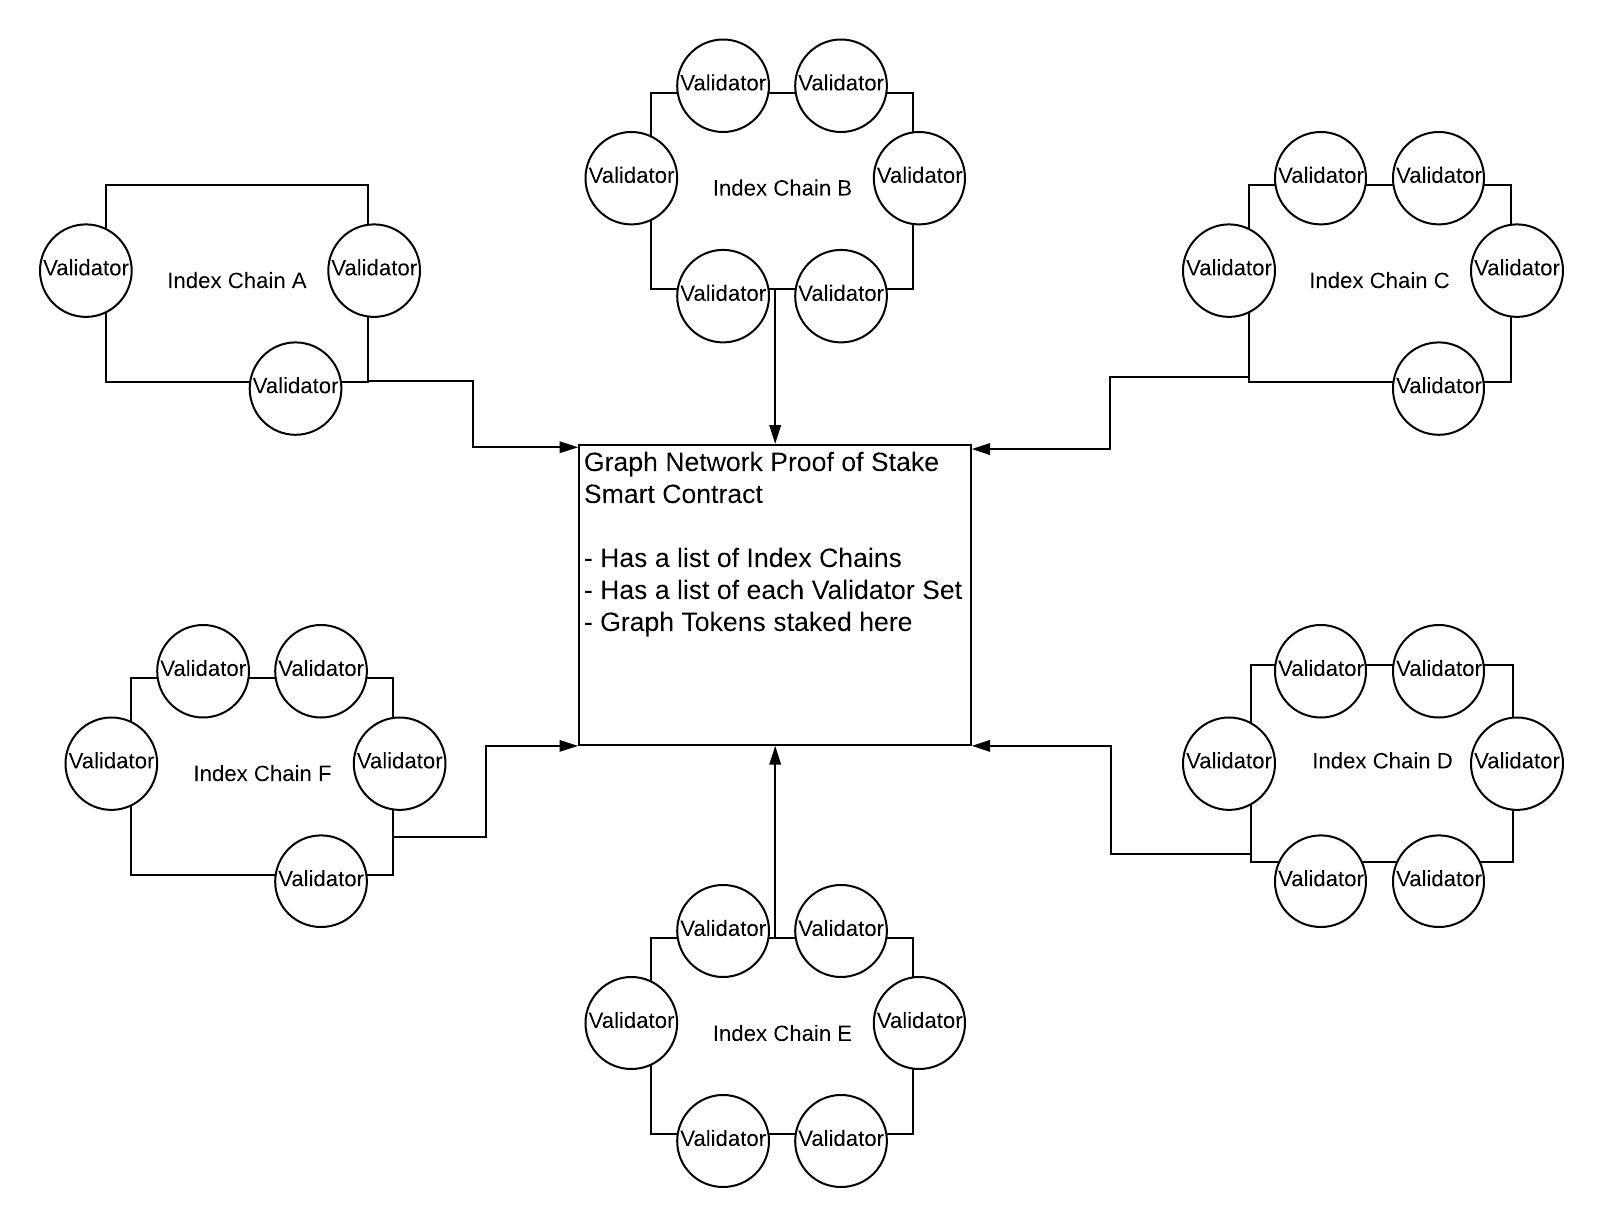 Validator
Validator
Validator
Validator
Index Chain B
Validator
Validator
Validator
Validator
Validator
Index Chain C
Validator
Validator
Validator
Validator
Index Chain A
Validator
Validator
Graph Network Proof of Stake
Smart Contract
- Has a list of Index Chains
- Has a list of each Validator Set
- Graph Tokens staked here
Validator
Validator
Validator
Index Chain F
Validator
Validator
Validator
Validator
Validator
Index Chain D
Validator
Validator
Validator
Validator
Validator
Validator
Index Chain E
Validator
Validator
Validator